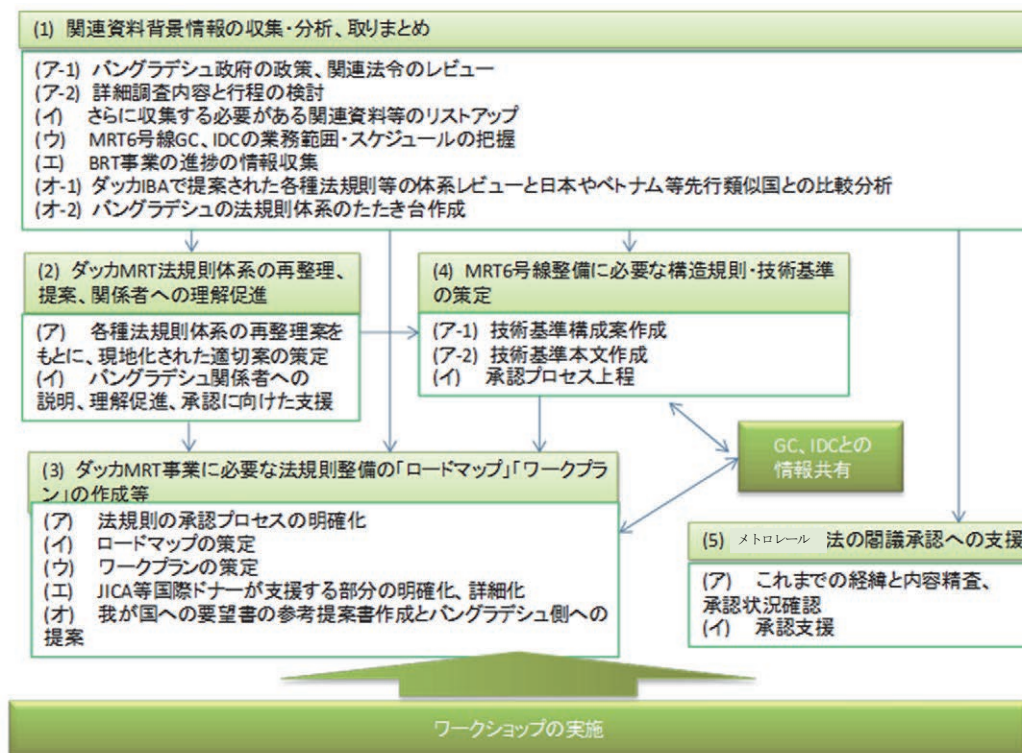 (1) 関連資料背景情報の収集・分析、取りまとめ
(ア-1) バングラデシュ政府の政策、関連法令のレビュー
(ア-2) 詳細調査内容と行程の検討
(イ) さらに収集する必要がある関連資料等のリストアップ
(ウ) MRT6号線GC、IDCの業務範囲・スケジュールの把握
(エ) BRT事業の進捗の情報収集
(オ-1) ダッカIBAで提案された各種法規則等の体系レビューと日本やベトナム等先行類似国との比較分析
(オ-2) バングラデシュの法規則体系のたたき台作成
(2) ダッカMRT法規則体系の再整理、
提案、関係者への理解促進
(ア) 各種法規則体系の再整理案を
もとに、現地化された適切案の策定
(イ) バングラデシュ関係者への
説明、理解促進、承認に向けた支援
(4) MRT6号線整備に必要な構造規則・技術基準
の策定
(ア-1) 技術基準構成案作成
(ア-2) 技術基準本文作成
(イ) 承認プロセス上程
GC、IDCとの
情報共有
(3) ダッカMRT事業に必要な法規則整備の「ロードマップ」「ワークプラ
ン」の作成等
(ア) 法規則の承認プロセスの明確化
(イ) ロードマップの策定
(ウ) ワークプランの策定
(エ) JICA等国際ドナーが支援する部分の明確化、詳細化
(オ) 我が国への要望書の参考提案書作成とバングラデシュ側への
提案
(5) メトロレール 法の閣議承認への支援
(ア) これまでの経緯と内容精査、
承認状況確認
(イ) 承認支援
ワークショップの実施